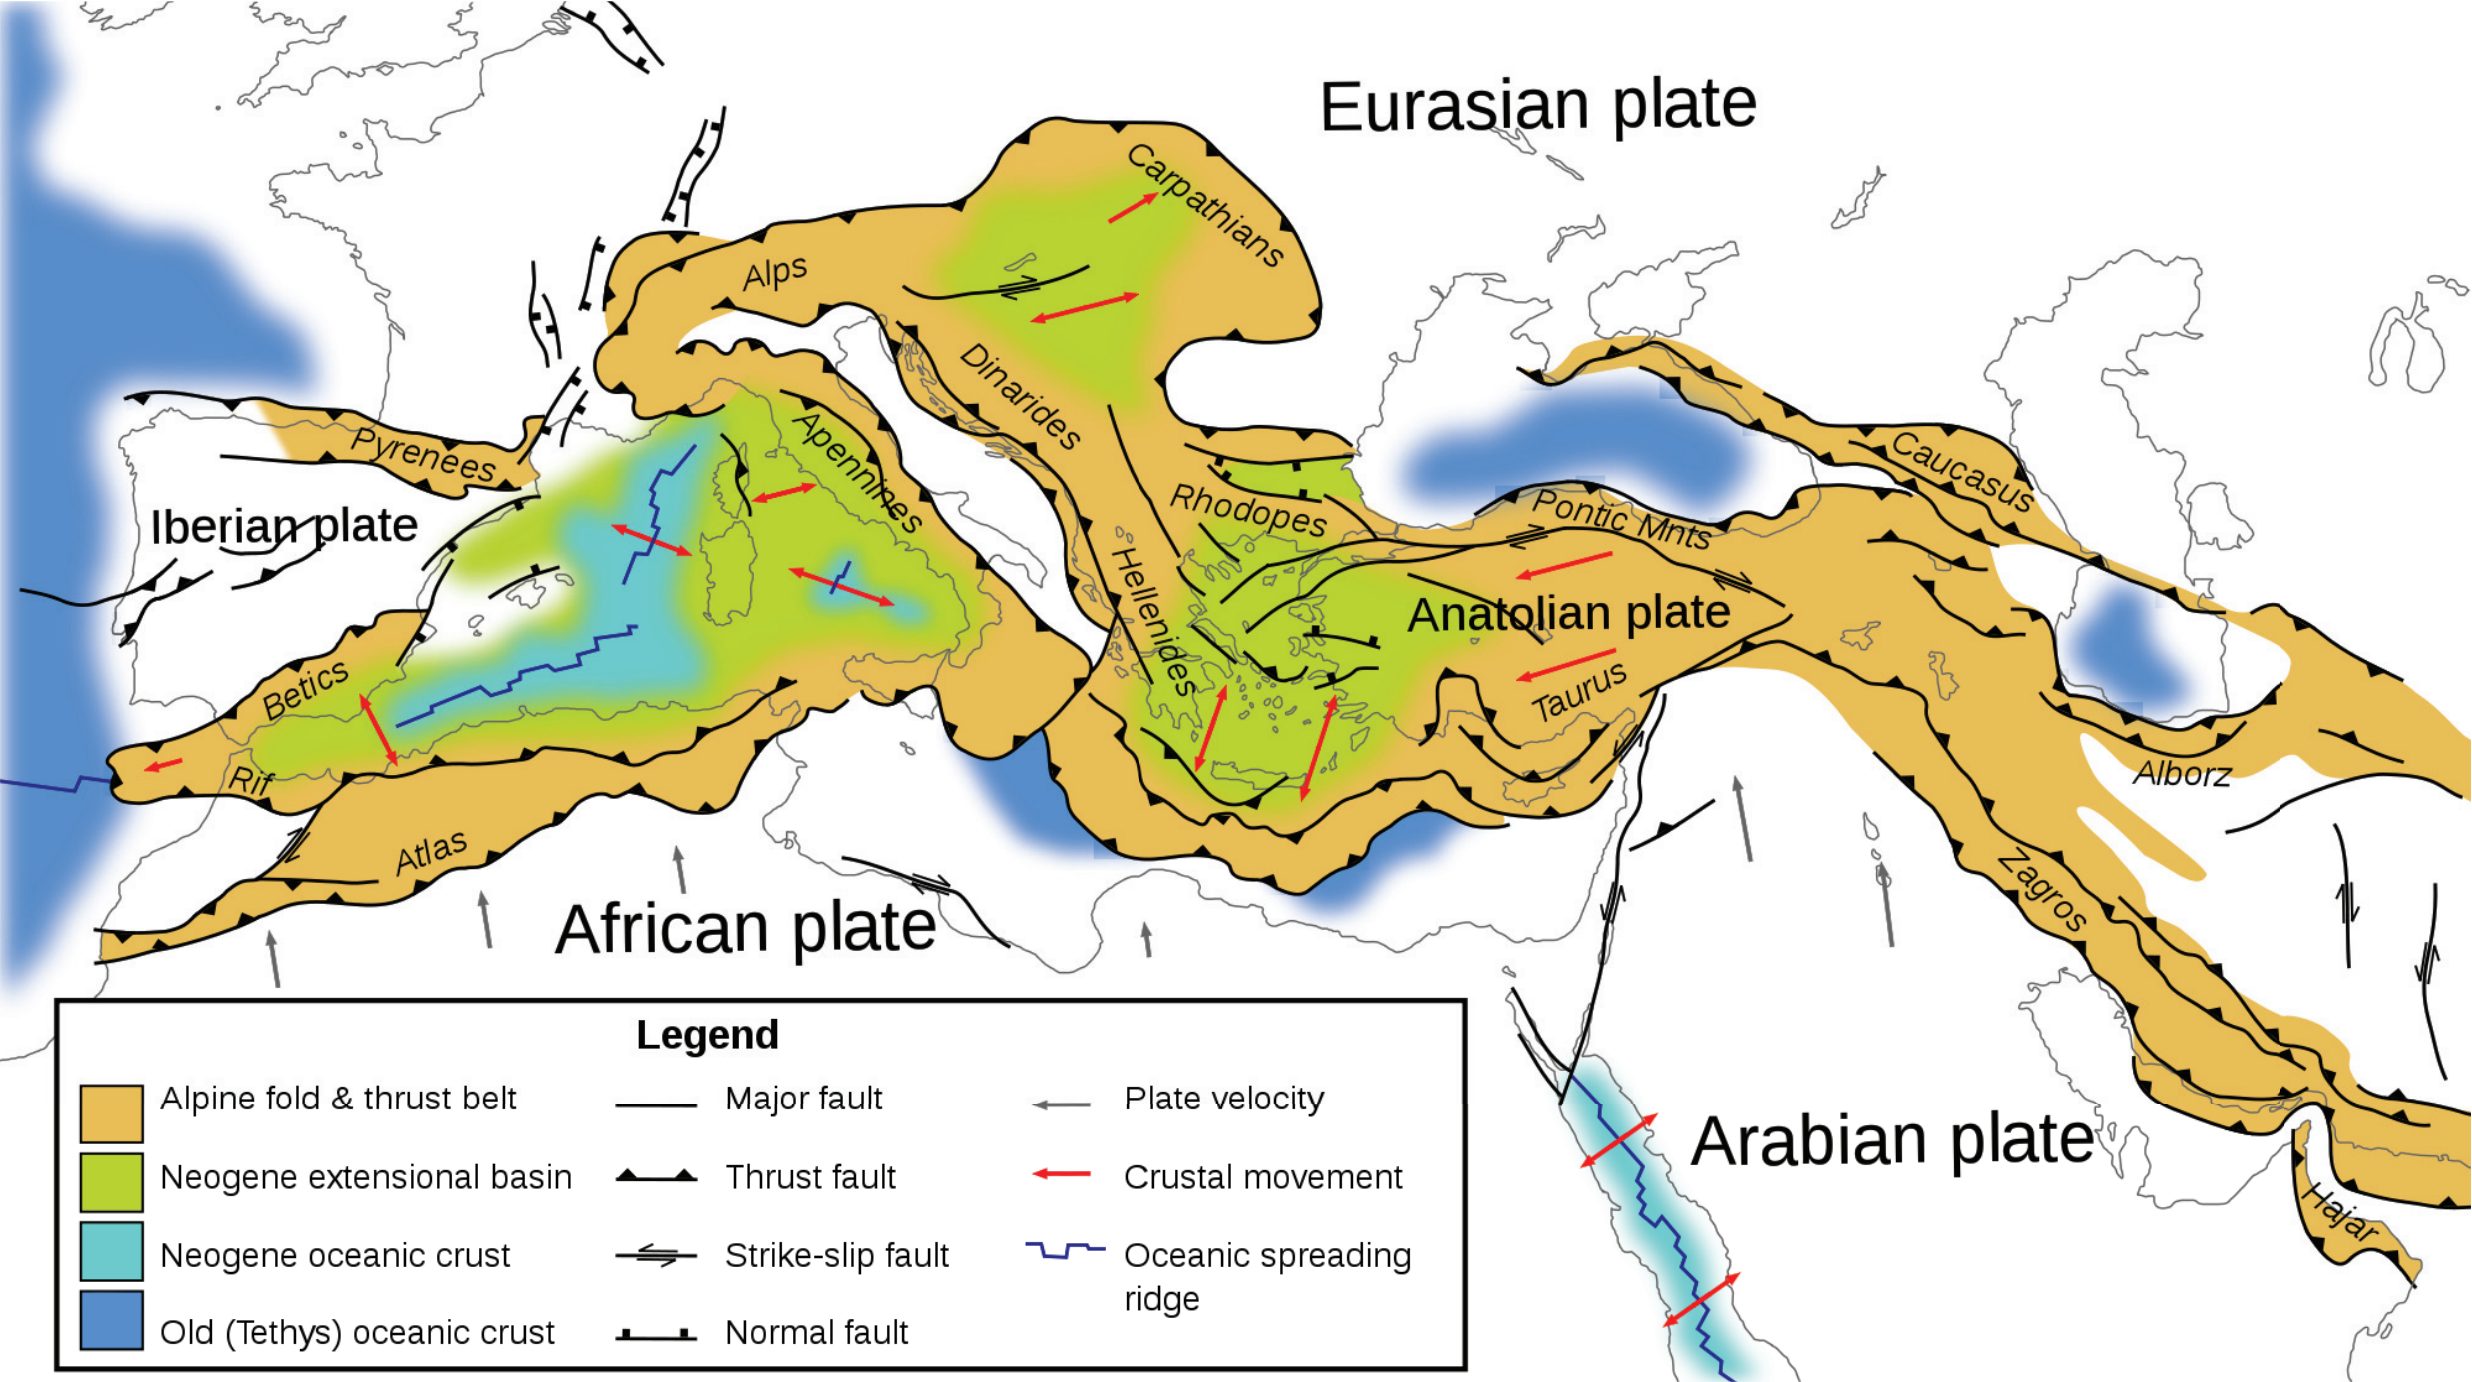 Eurasian plate
Carpathians
Alps
Dinarides
Apennines
Pyrenees
Iberian plate
Caucasus
Rhodopes
Pontic Mnts
Hellenides
Anatolian plate
Taurus
Betics
Rif
Alborz
Atlas
Zagros
African plate
Arabian plate
Hajar
Legend
Alpine fold & thrust belt
Neogene extensional basin
Neogene oceanic crust
Old (Tethys) oceanic crust
Major fault
Thrust fault
Strike-slip fault
Normal fault
Plate velocity
Crustal movement
Oceanic spreading
ridge